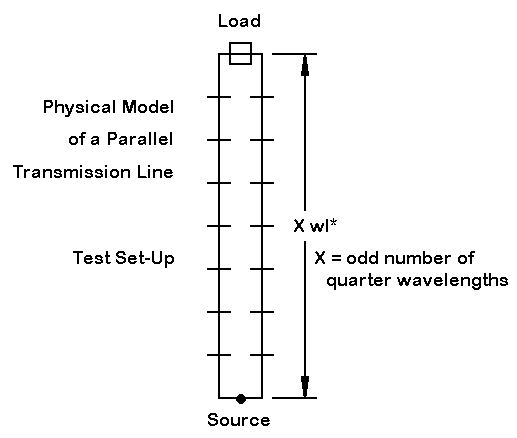 Load
Physical Model
of a Parallel
Transmission Line
X wl*
Test Set-Up
X = odd number of
quarter wavelengths
Source